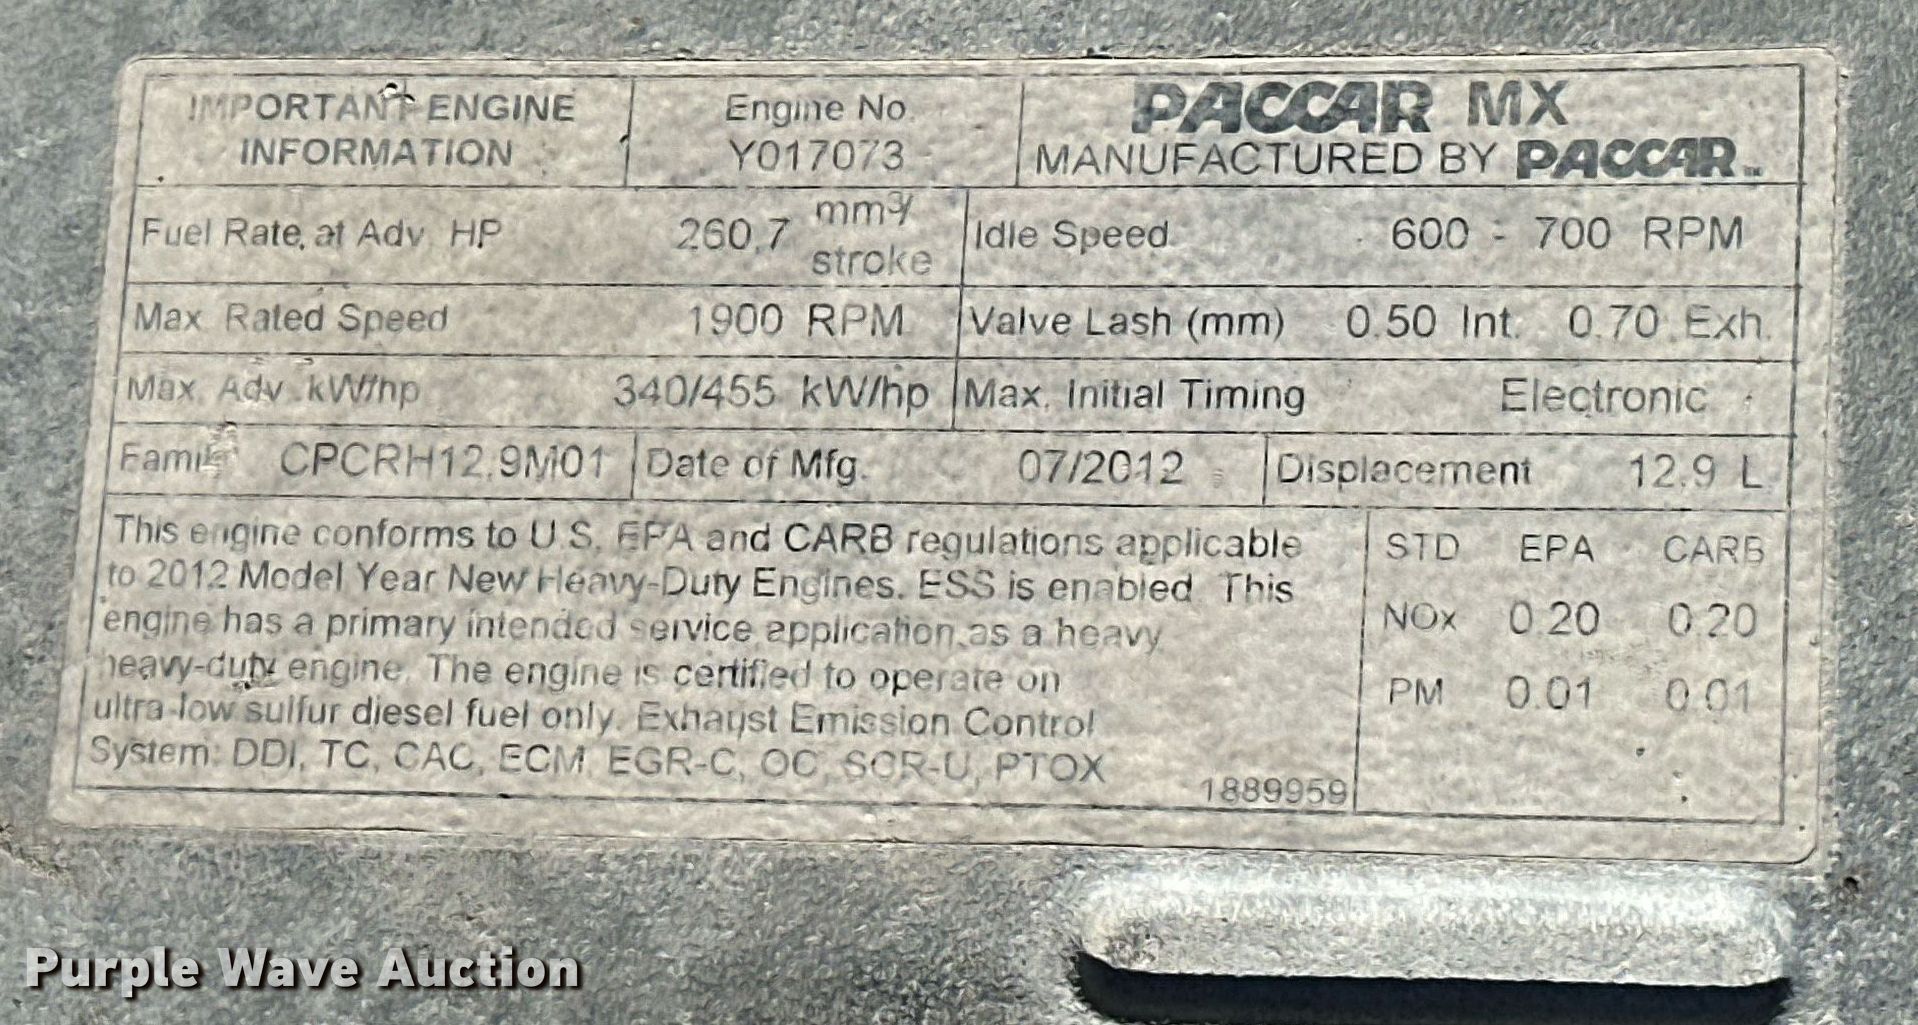 IMPORTANT ENGINE INFORMATION
Engine No. Y017073
PACCAR MX
MANUFACTURED BY PACCAR™
Fuel Rate at Adv HP 260.7 mm³/stroke
Idle Speed 600 - 700 RPM
Max Rated Speed 1900 RPM
Valve Lash (mm) 0.50 Int. 0.70 Exh.
Max. Adv kW/hp 340/455 kW/hp
Max. Initial Timing Electronic
Family CPCRH12.9M01
Date of Mfg. 07/2012
Displacement 12.9 L
This engine conforms to U.S. EPA and CARB regulations applicable
to 2012 Model Year New Heavy-Duty Engines. ESS is enabled. This
engine has a primary intended service application as a heavy
heavy-duty engine. The engine is certified to operate on
ultra-low sulfur diesel fuel only. Exhaust Emission Control
System: DDI, TC, CAC, ECM, EGR-C, OC, SCR-U, PTOX
1889959
STD EPA CARB
NOx 0.20 0.20
PM 0.01 0.01
Purple Wave Auction